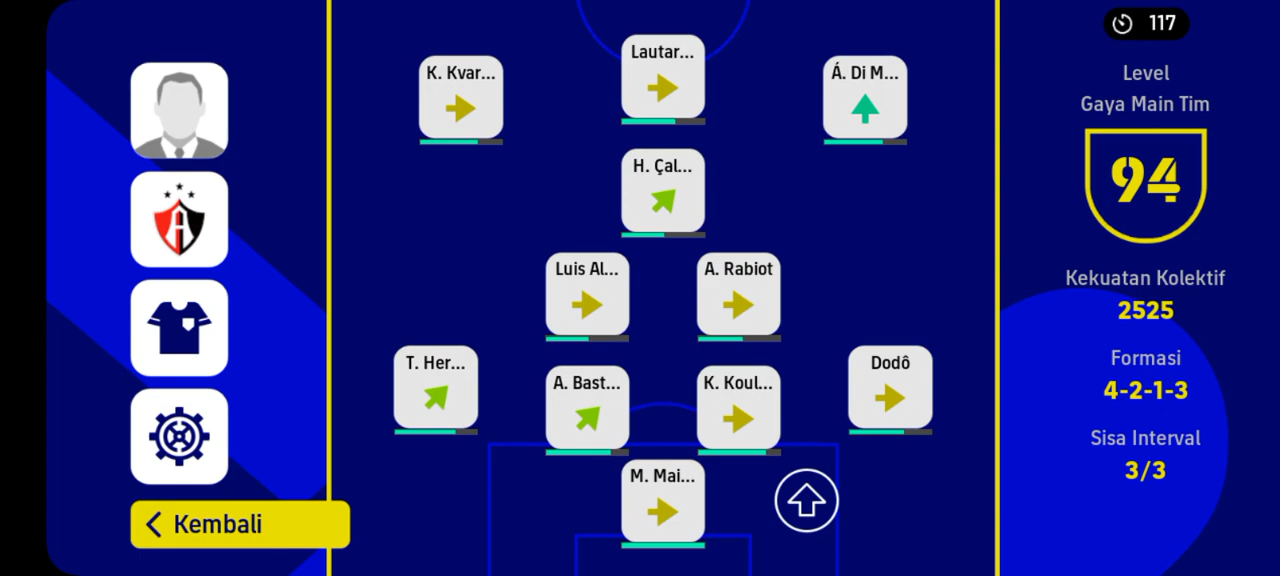 117
Level
Gaya Main Tim
94
Kekuatan Kolektif
2525
Formasi
4-2-1-3
Sisa Interval
3/3
K. Kvar...
Lautar...
Á. Di M...
H. Çal...
Luis Al...
A. Rabiot
T. Her...
A. Bast...
K. Koul...
Dodô
M. Mai...
A
Kembali